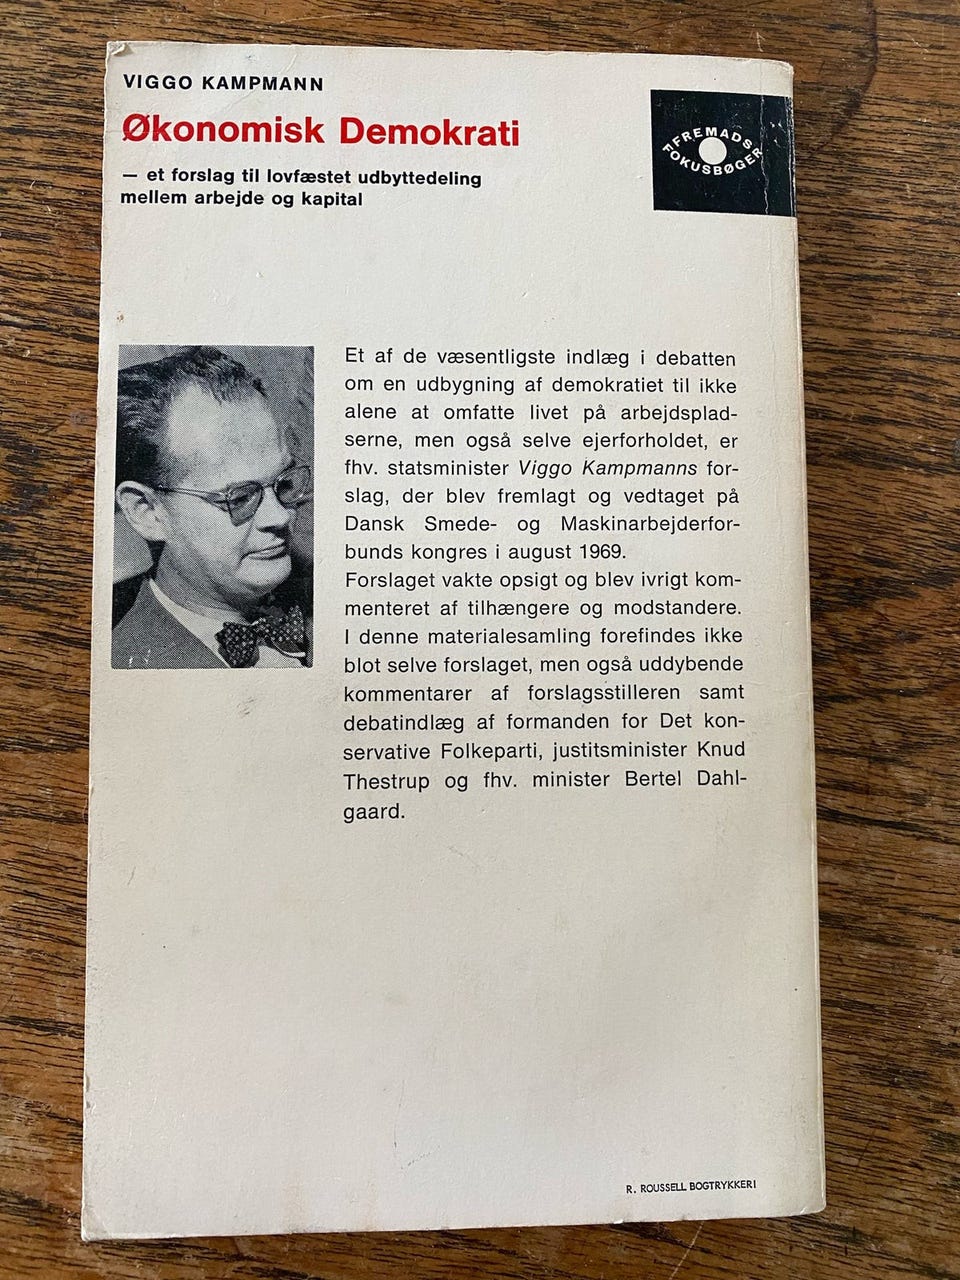 VIGGO KAMPMANN
Økonomisk Demokrati
— et forslag til lovfæstet udbyttedeling
mellem arbejde og kapital
FREMADS
FOKUSBØGER
Et af de væsentligste indlæg i debatten
om en udbygning af demokratiet til ikke
alene at omfatte livet på arbejdsplad-
serne, men også selve ejerforholdet, er
fhv. statsminister Viggo Kampmanns for-
slag, der blev fremlagt og vedtaget på
Dansk Smede- og Maskinarbejderfor-
bunds kongres i august 1969.
Forslaget vakte opsigt og blev ivrigt kom-
menteret af tilhængere og modstandere.
I denne materialesamling forefindes ikke
blot selve forslaget, men også uddybende
kommentarer af forslagsstilleren samt
debatindlæg af formanden for Det kon-
servative Folkeparti, justitsminister Knud
Thestrup og fhv. minister Bertel Dahl-
gaard.
R. ROUSSELL BOGTRYKKERI